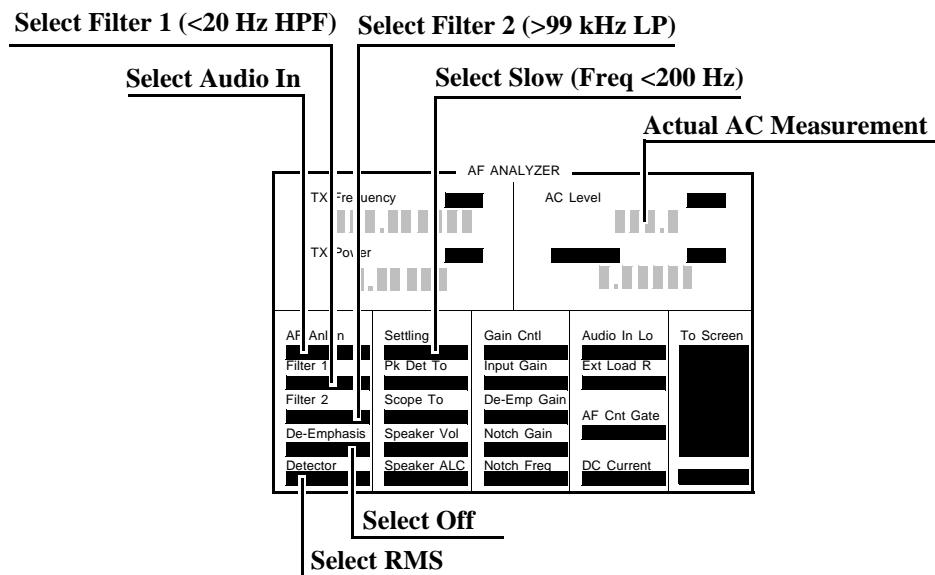 Select Filter 1 (<20 Hz HPF)
Select Filter 2 (>99 kHz LP)
Select Audio In
Select Slow (Freq <200 Hz)
Actual AC Measurement
AF ANALYZER
TX Frequency
AC Level
TX Power
AF Anl In
Settling
Gain Cntl
Audio In Lo
To Screen
Filter 1
Pk Det To
Input Gain
Ext Load R
Filter 2
Scope To
De-Emp Gain
AF Cnt Gate
De-Emphasis
Speaker Vol
Notch Gain
Detector
Speaker ALC
Notch Freq
DC Current
Select Off
Select RMS